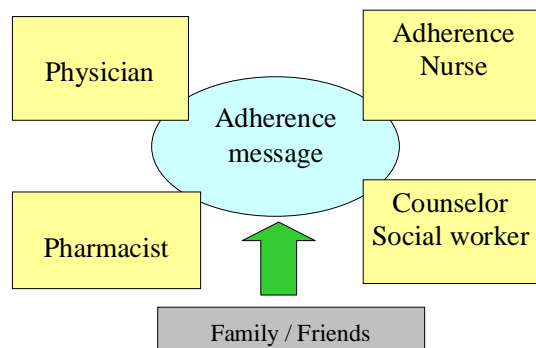 Physician
Adherence
Nurse
Adherence
message
Pharmacist
Counselor
Social worker
Family / Friends